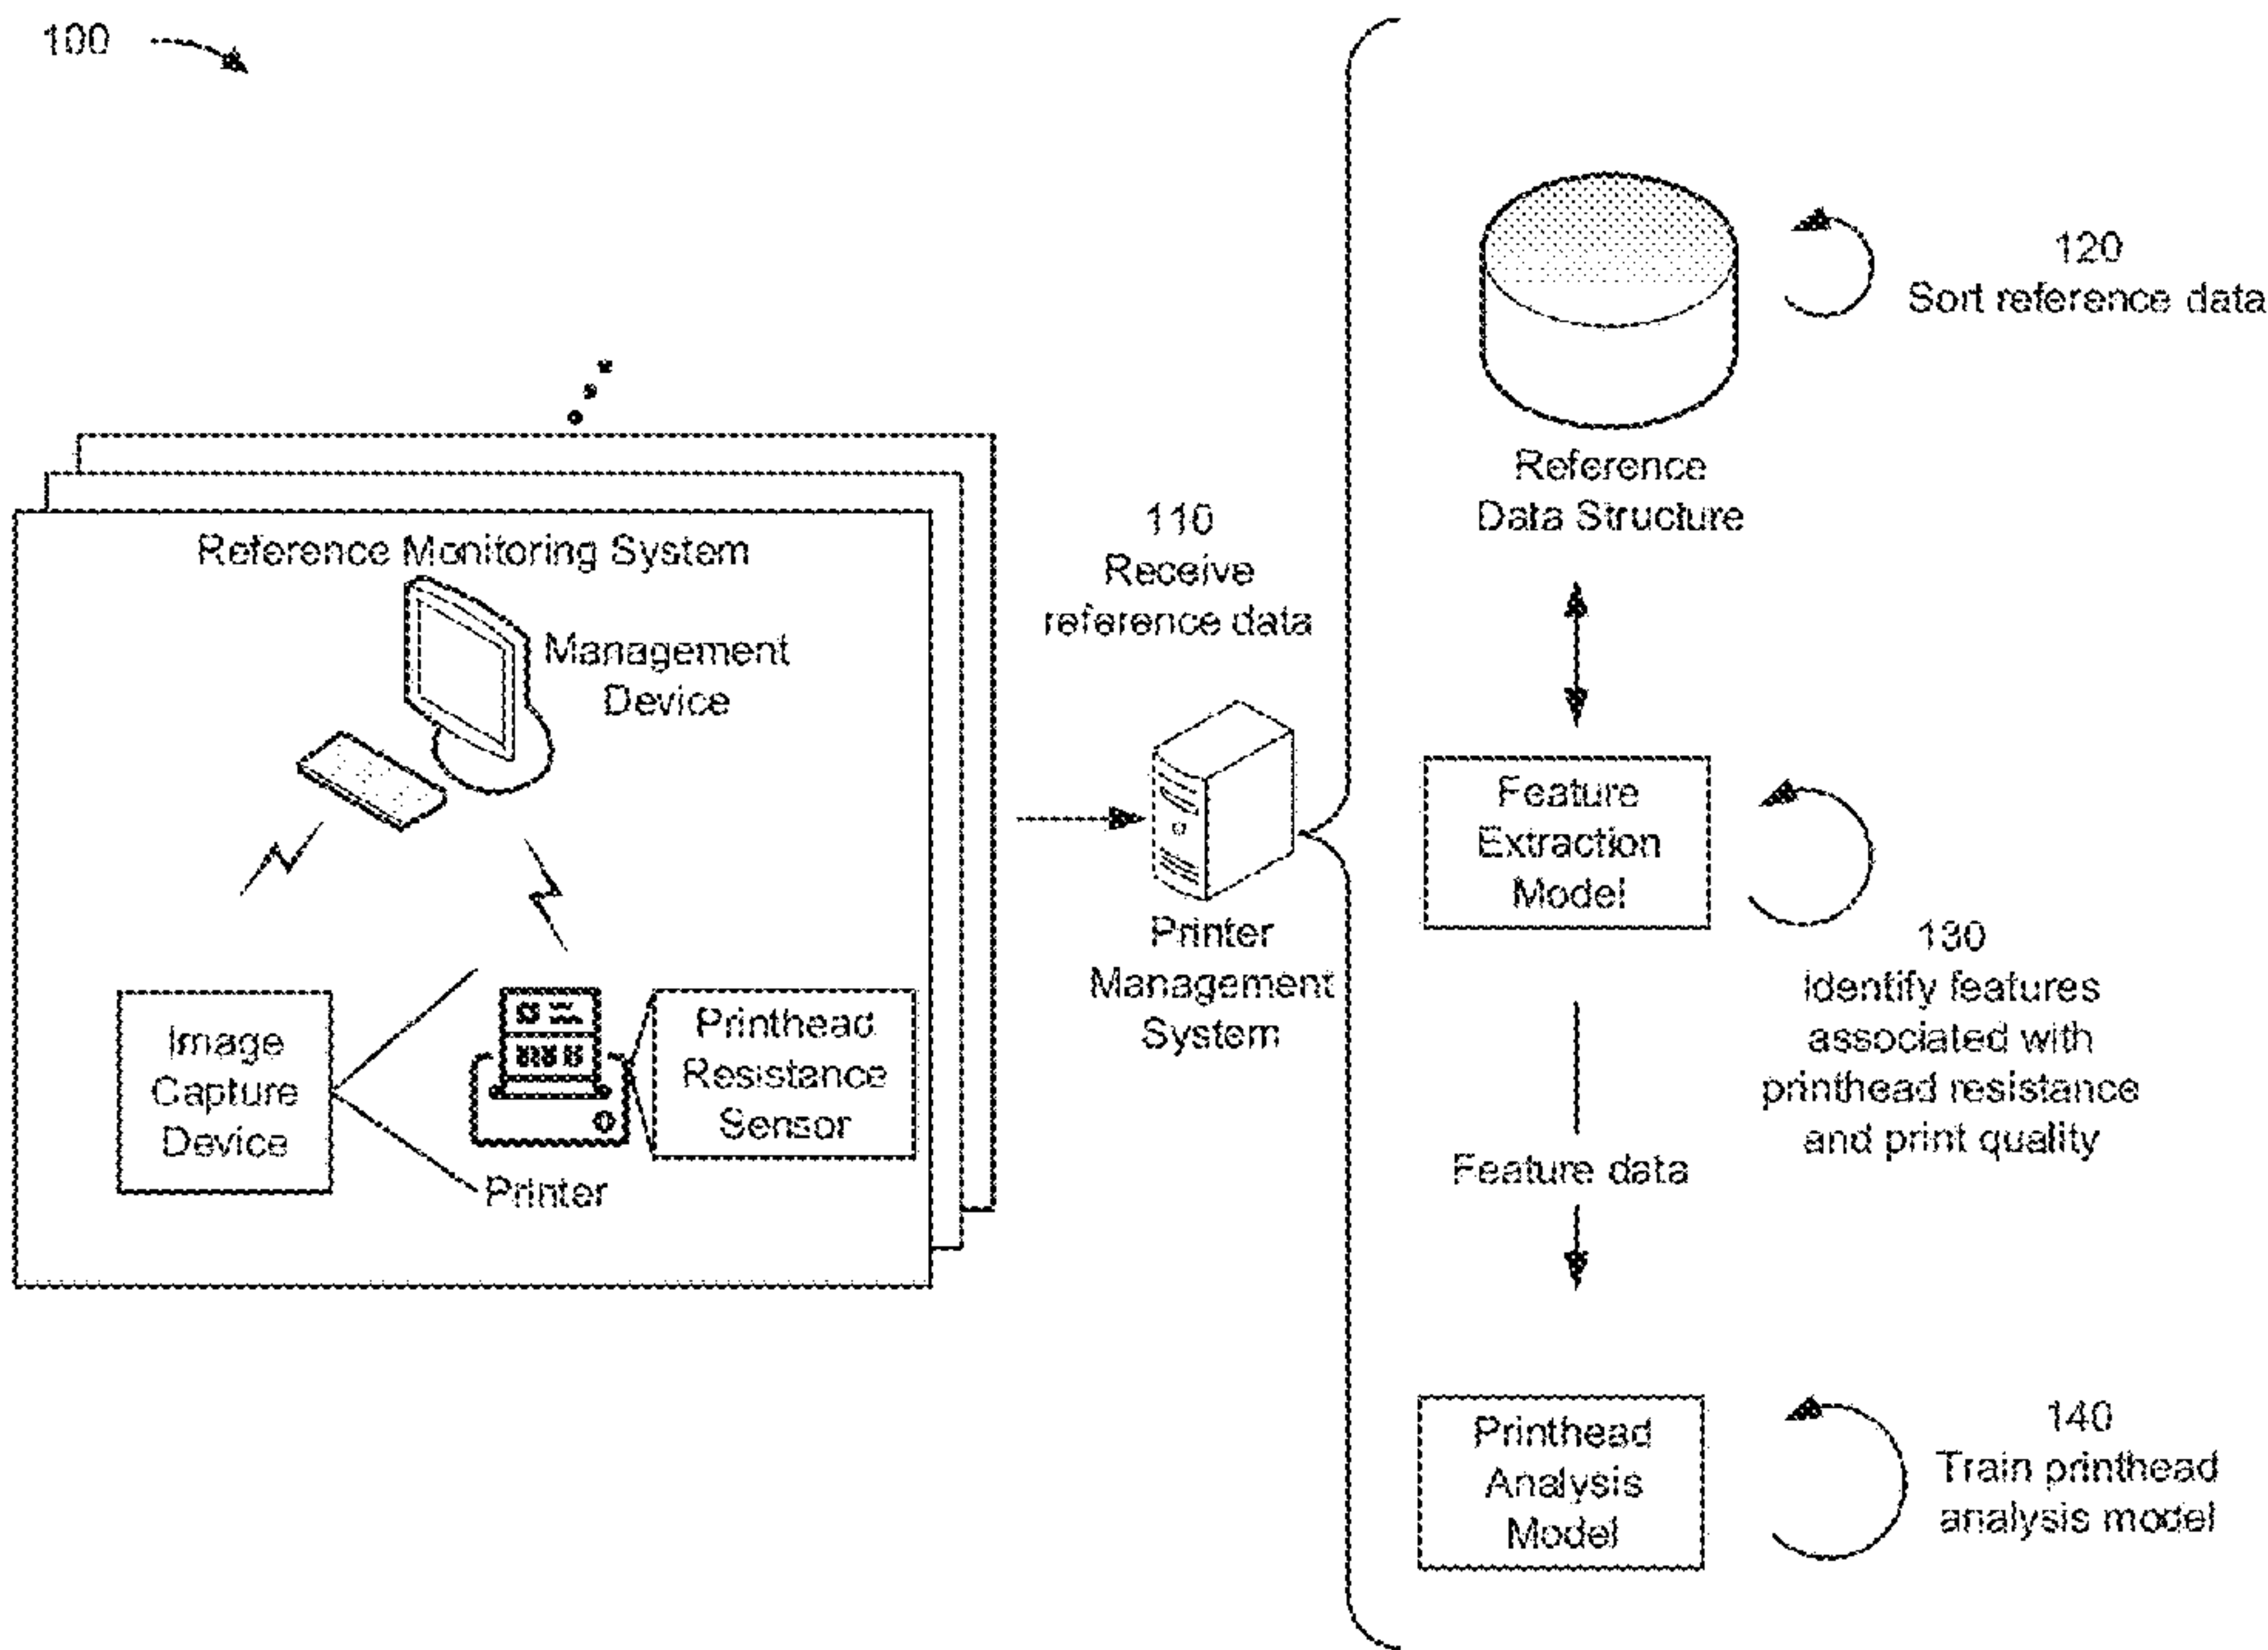 100
Reference Monitoring System
Management
Device
Image
Capture
Device
Printer
Printhead
Resistance
Sensor
110
Receive
reference data
Printer
Management
System
Reference
Data Structure
120
Sort reference data
Feature
Extraction
Model
130
Identify features
associated with
printhead resistance
and print quality
Feature data
Printhead
Analysis
Model
140
Train printhead
analysis model